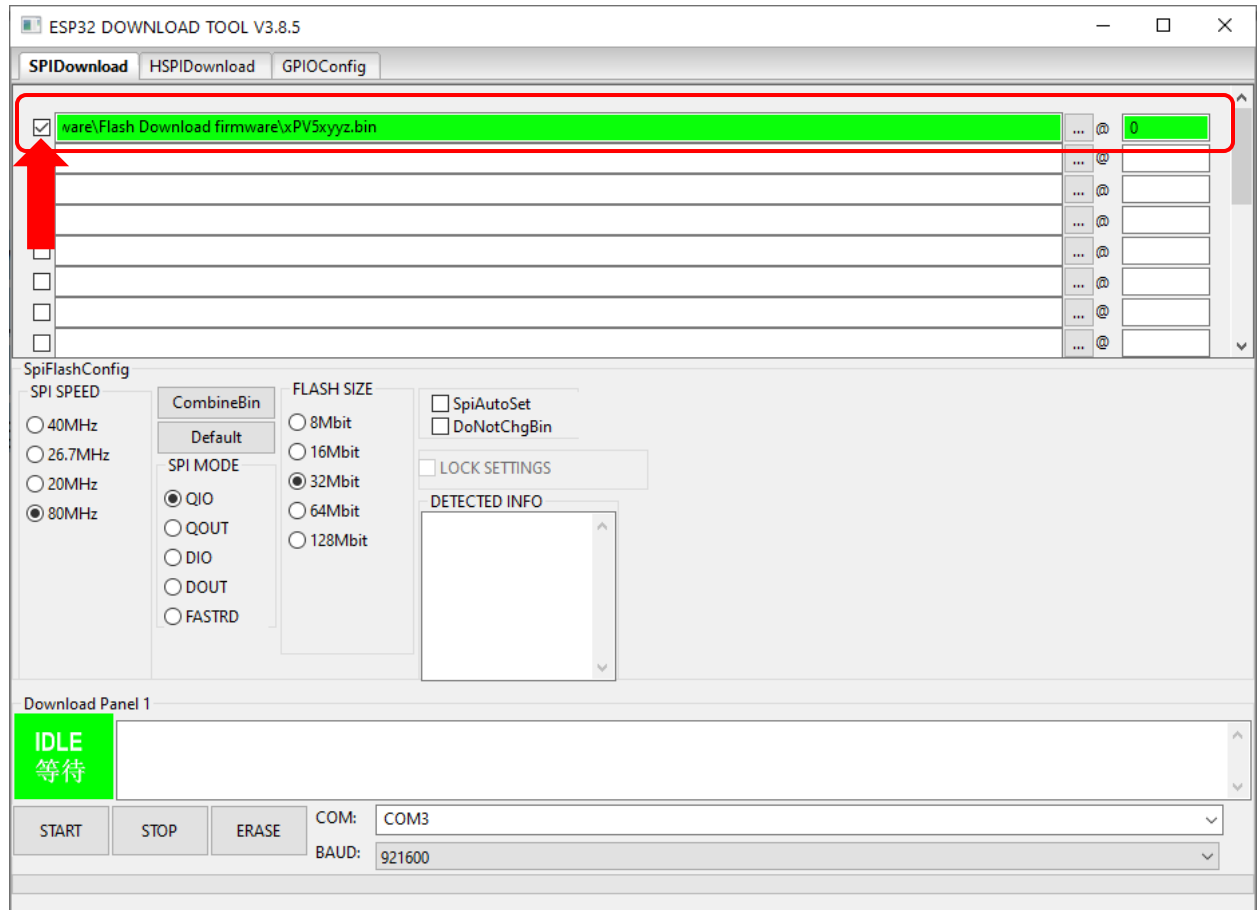 ESP32 DOWNLOAD TOOL V3.8.5
SPIDownload HSPIDownload GPIOConfig
ware\Flash Download firmware\xPV5xyyz.bin ... @ 0
... @
... @
... @
... @
... @
... @
... @
SpiFlashConfig
SPI SPEED
40MHz
26.7MHz
20MHz
80MHz
CombineBin
Default
SPI MODE
QIO
QOUT
DIO
DOUT
FASTRD
FLASH SIZE
8Mbit
16Mbit
32Mbit
64Mbit
128Mbit
SpiAutoSet
DoNotChgBin
LOCK SETTINGS
DETECTED INFO
Download Panel 1
IDLE
等待
START STOP ERASE
COM: COM3
BAUD: 921600